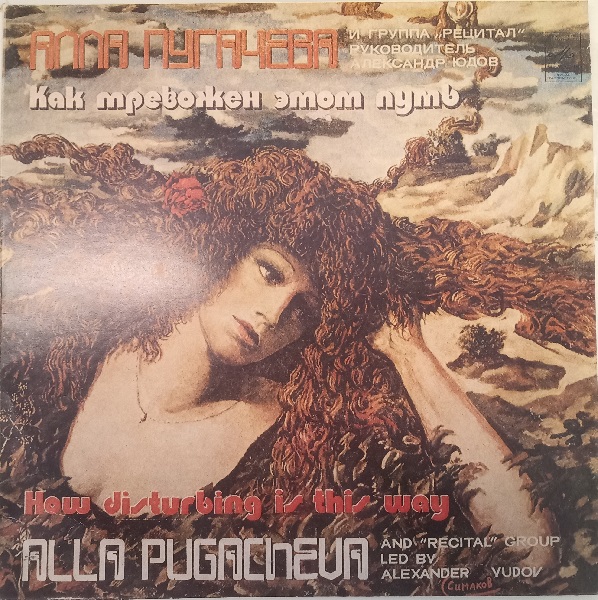 АЛЛА ПУГАЧЕВА
И ГРУППА „РЕЦИТАЛ"
РУКОВОДИТЕЛЬ
АЛЕКСАНДР ЮДОВ
Как тревожен этот путь
How disturbing is this way
ALLA PUGACHEVA
AND "RECITAL" GROUP
LED BY
ALEXANDER YUDOV
Симаков